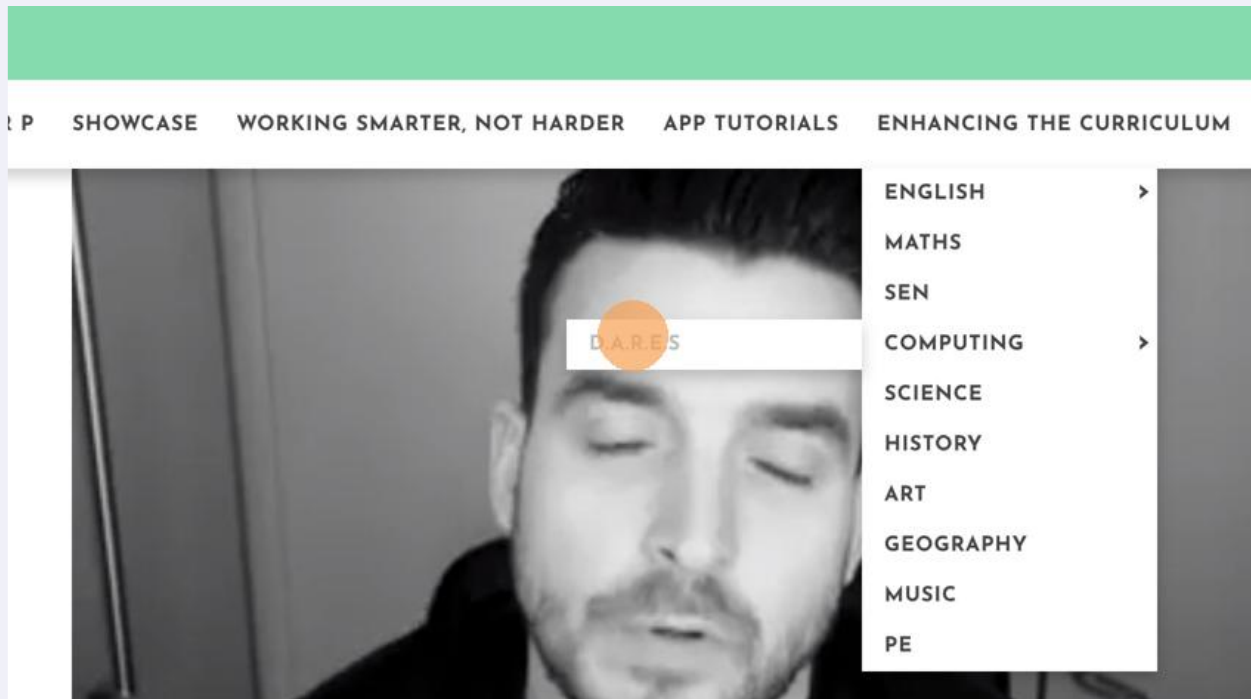 R P SHOWCASE WORKING SMARTER, NOT HARDER APP TUTORIALS ENHANCING THE CURRICULUM
ENGLISH
MATHS
SEN
D.A.R.E.S
COMPUTING
SCIENCE
HISTORY
ART
GEOGRAPHY
MUSIC
PE